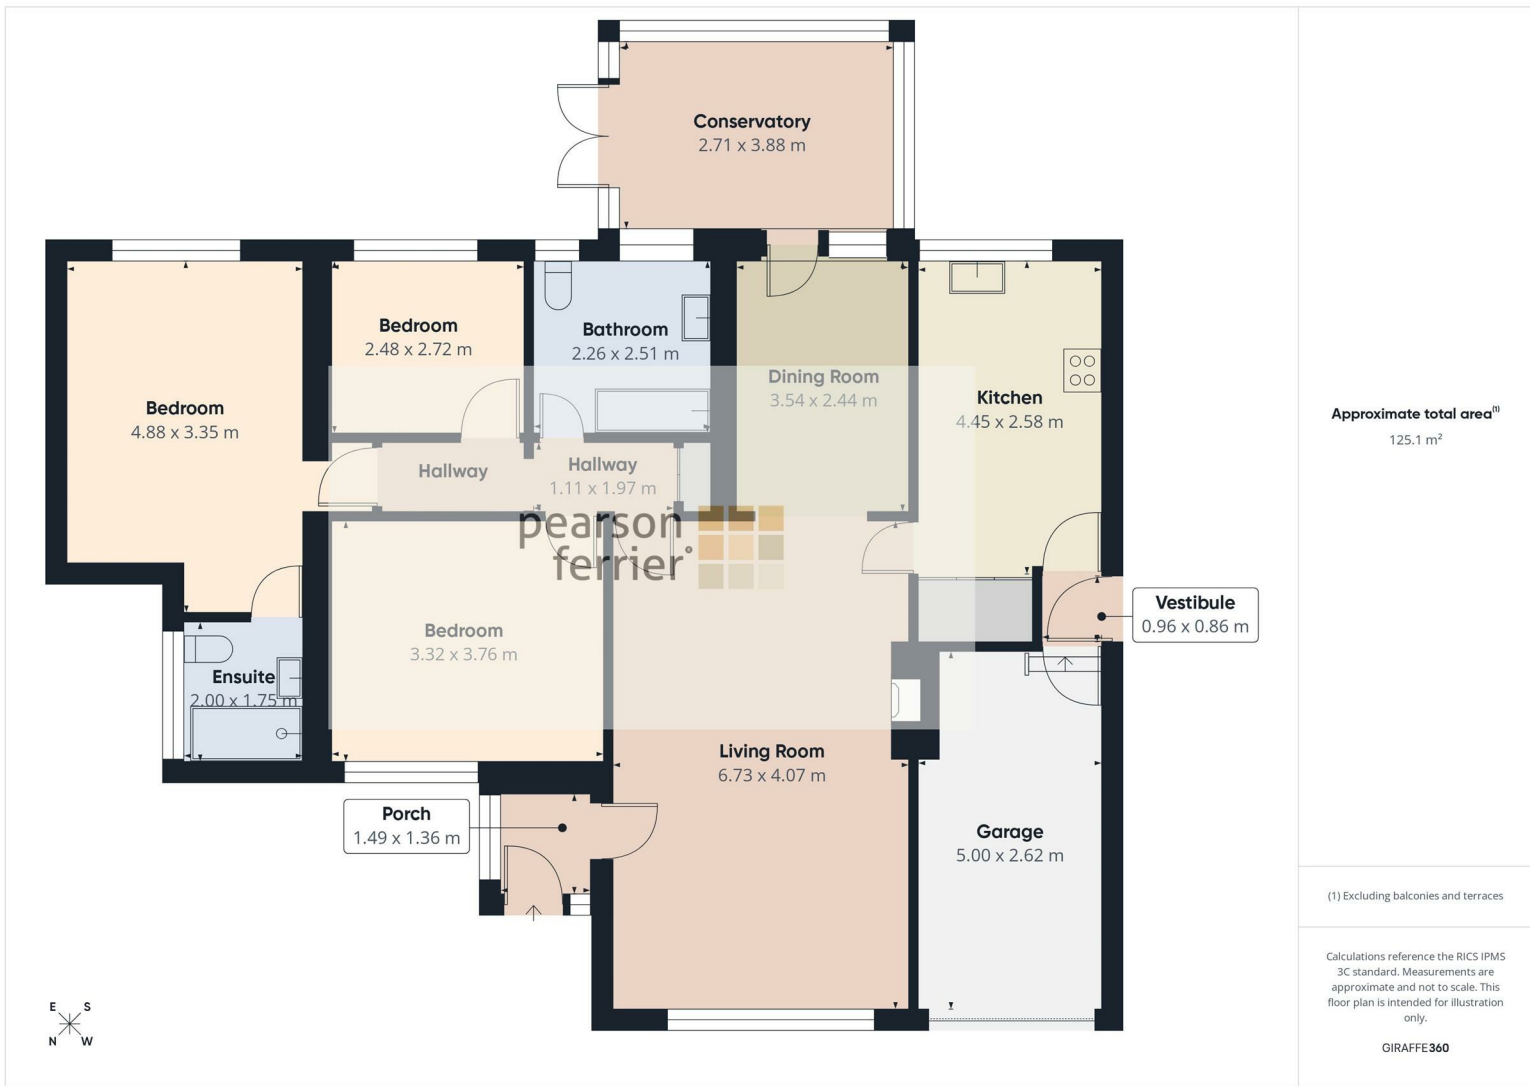 Conservatory
2.71 x 3.88 m
Bedroom
4.88 x 3.35 m
Bedroom
2.48 x 2.72 m
Bathroom
2.26 x 2.51 m
Dining Room
3.54 x 2.44 m
Kitchen
4.45 x 2.58 m
Hallway
Hallway
1.11 x 1.97 m
pearson
ferrier
Bedroom
3.32 x 3.76 m
Ensuite
2.00 x 1.75 m
Vestibule
0.96 x 0.86 m
Living Room
6.73 x 4.07 m
Porch
1.49 x 1.36 m
Garage
5.00 x 2.62 m
E S
N W
Approximate total area(1)
125.1 m²
(1) Excluding balconies and terraces
Calculations reference the RICS IPMS
3C standard. Measurements are
approximate and not to scale. This
floor plan is intended for illustration
only.
GIRAFFE360